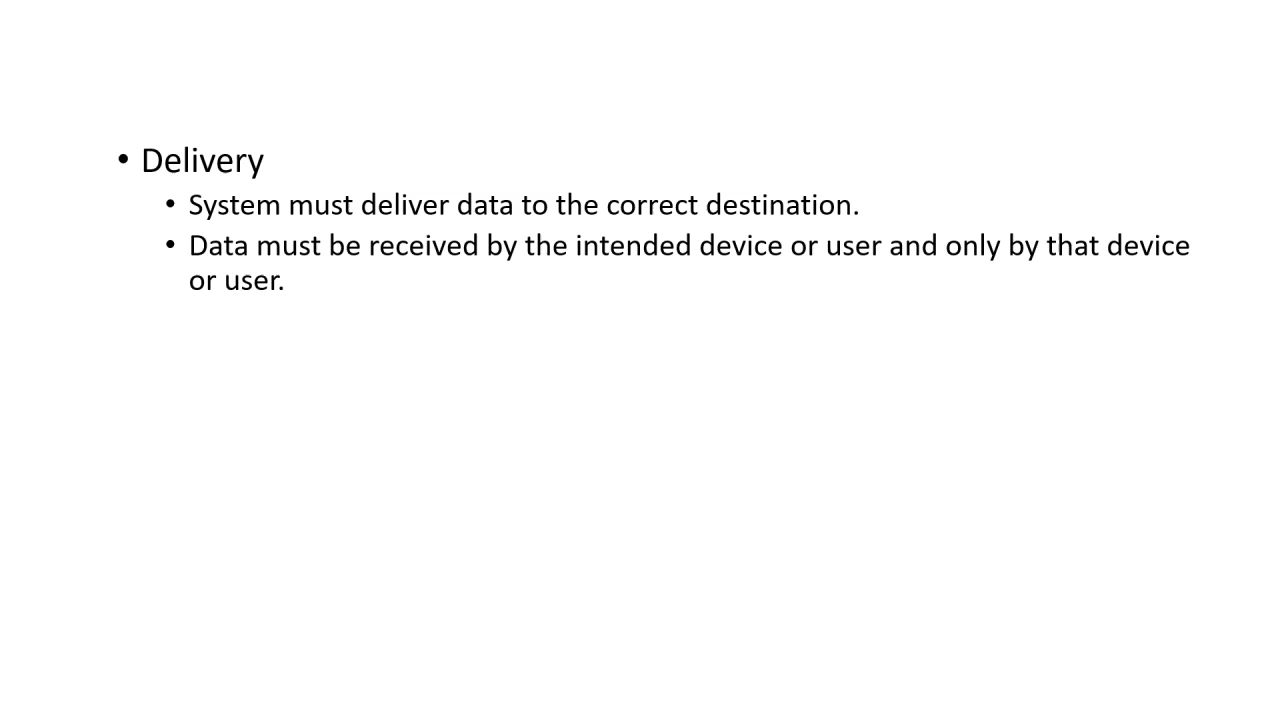 • Delivery
• System must deliver data to the correct destination.
• Data must be received by the intended device or user and only by that device
or user.